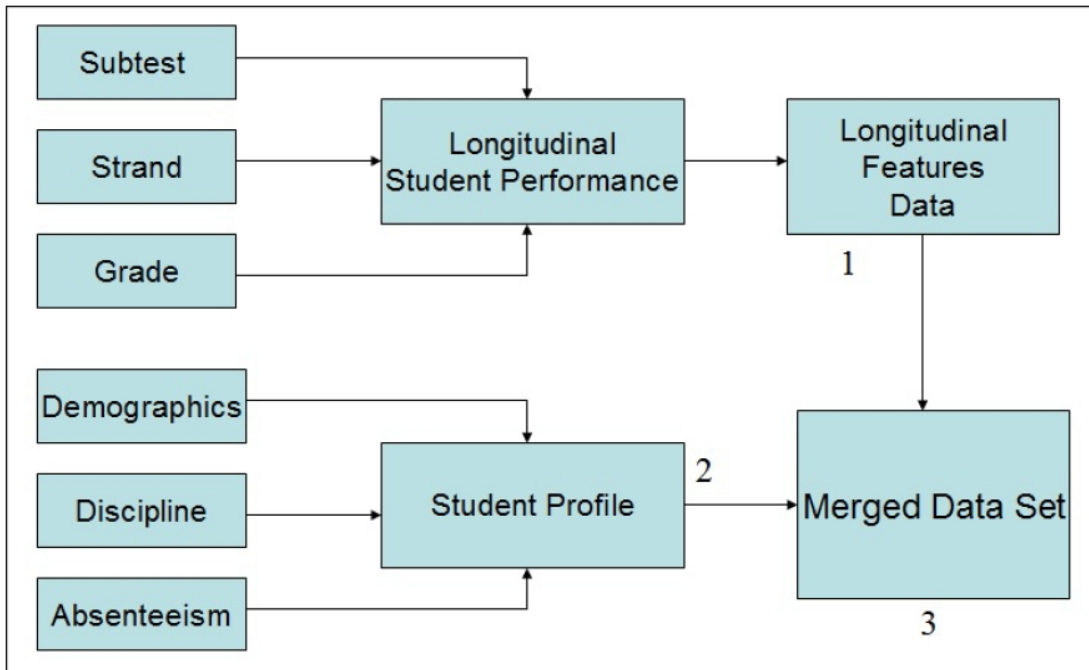 Subtest
Strand
Grade
Longitudinal
Student Performance
Longitudinal
Features
Data
1
Demographics
Discipline
Absenteeism
Student Profile
2
Merged Data Set
3